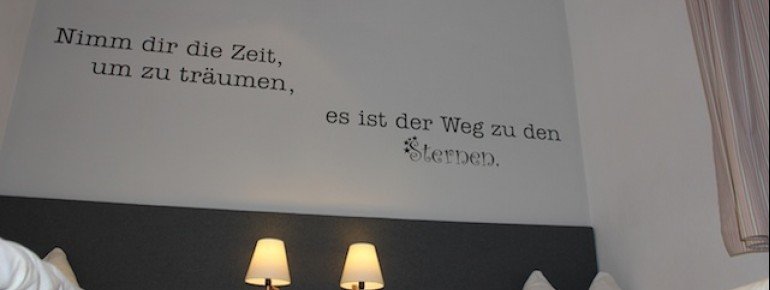 Nimm dir die Zeit,
um zu träumen,
es ist der Weg zu den
Sternen.